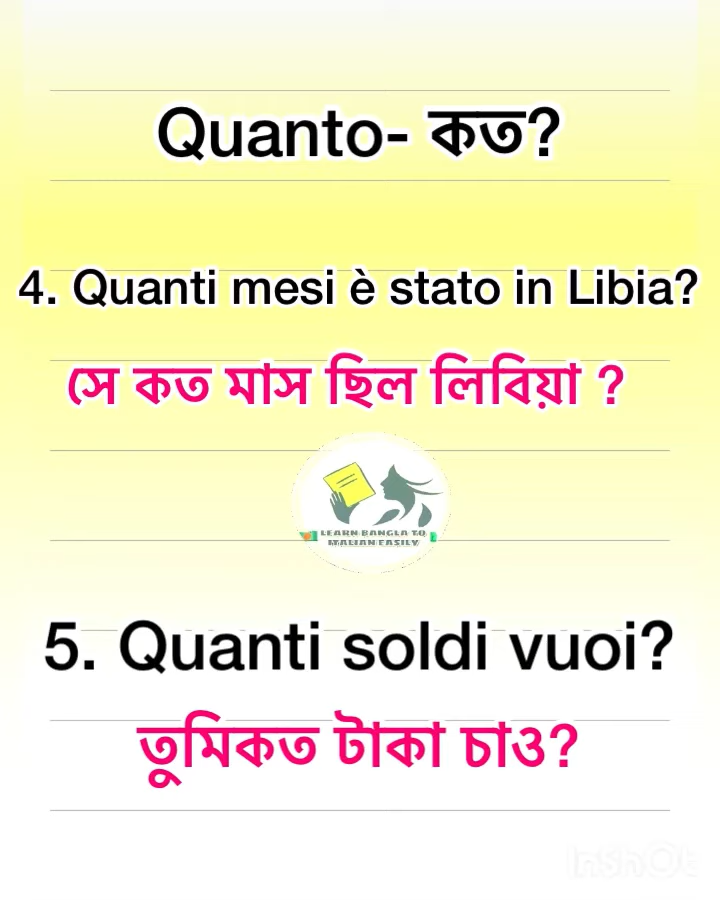 Quanto- কত?
4. Quanti mesi è stato in Libia?
সে কত মাস ছিল লিবিয়া ?
LEARN BANGLA TO
ITALIAN EASILY
5. Quanti soldi vuoi?
তুমিকত টাকা চাও?
InShOt